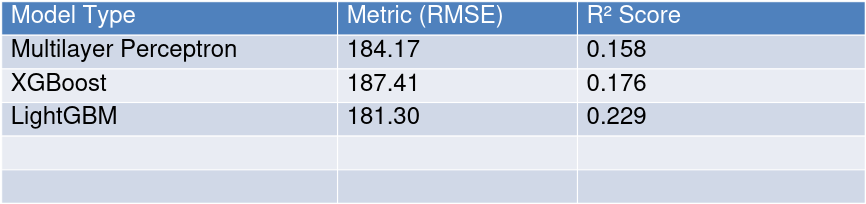 Model Type Metric (RMSE) R² Score
Multilayer Perceptron 184.17 0.158
XGBoost 187.41 0.176
LightGBM 181.30 0.229